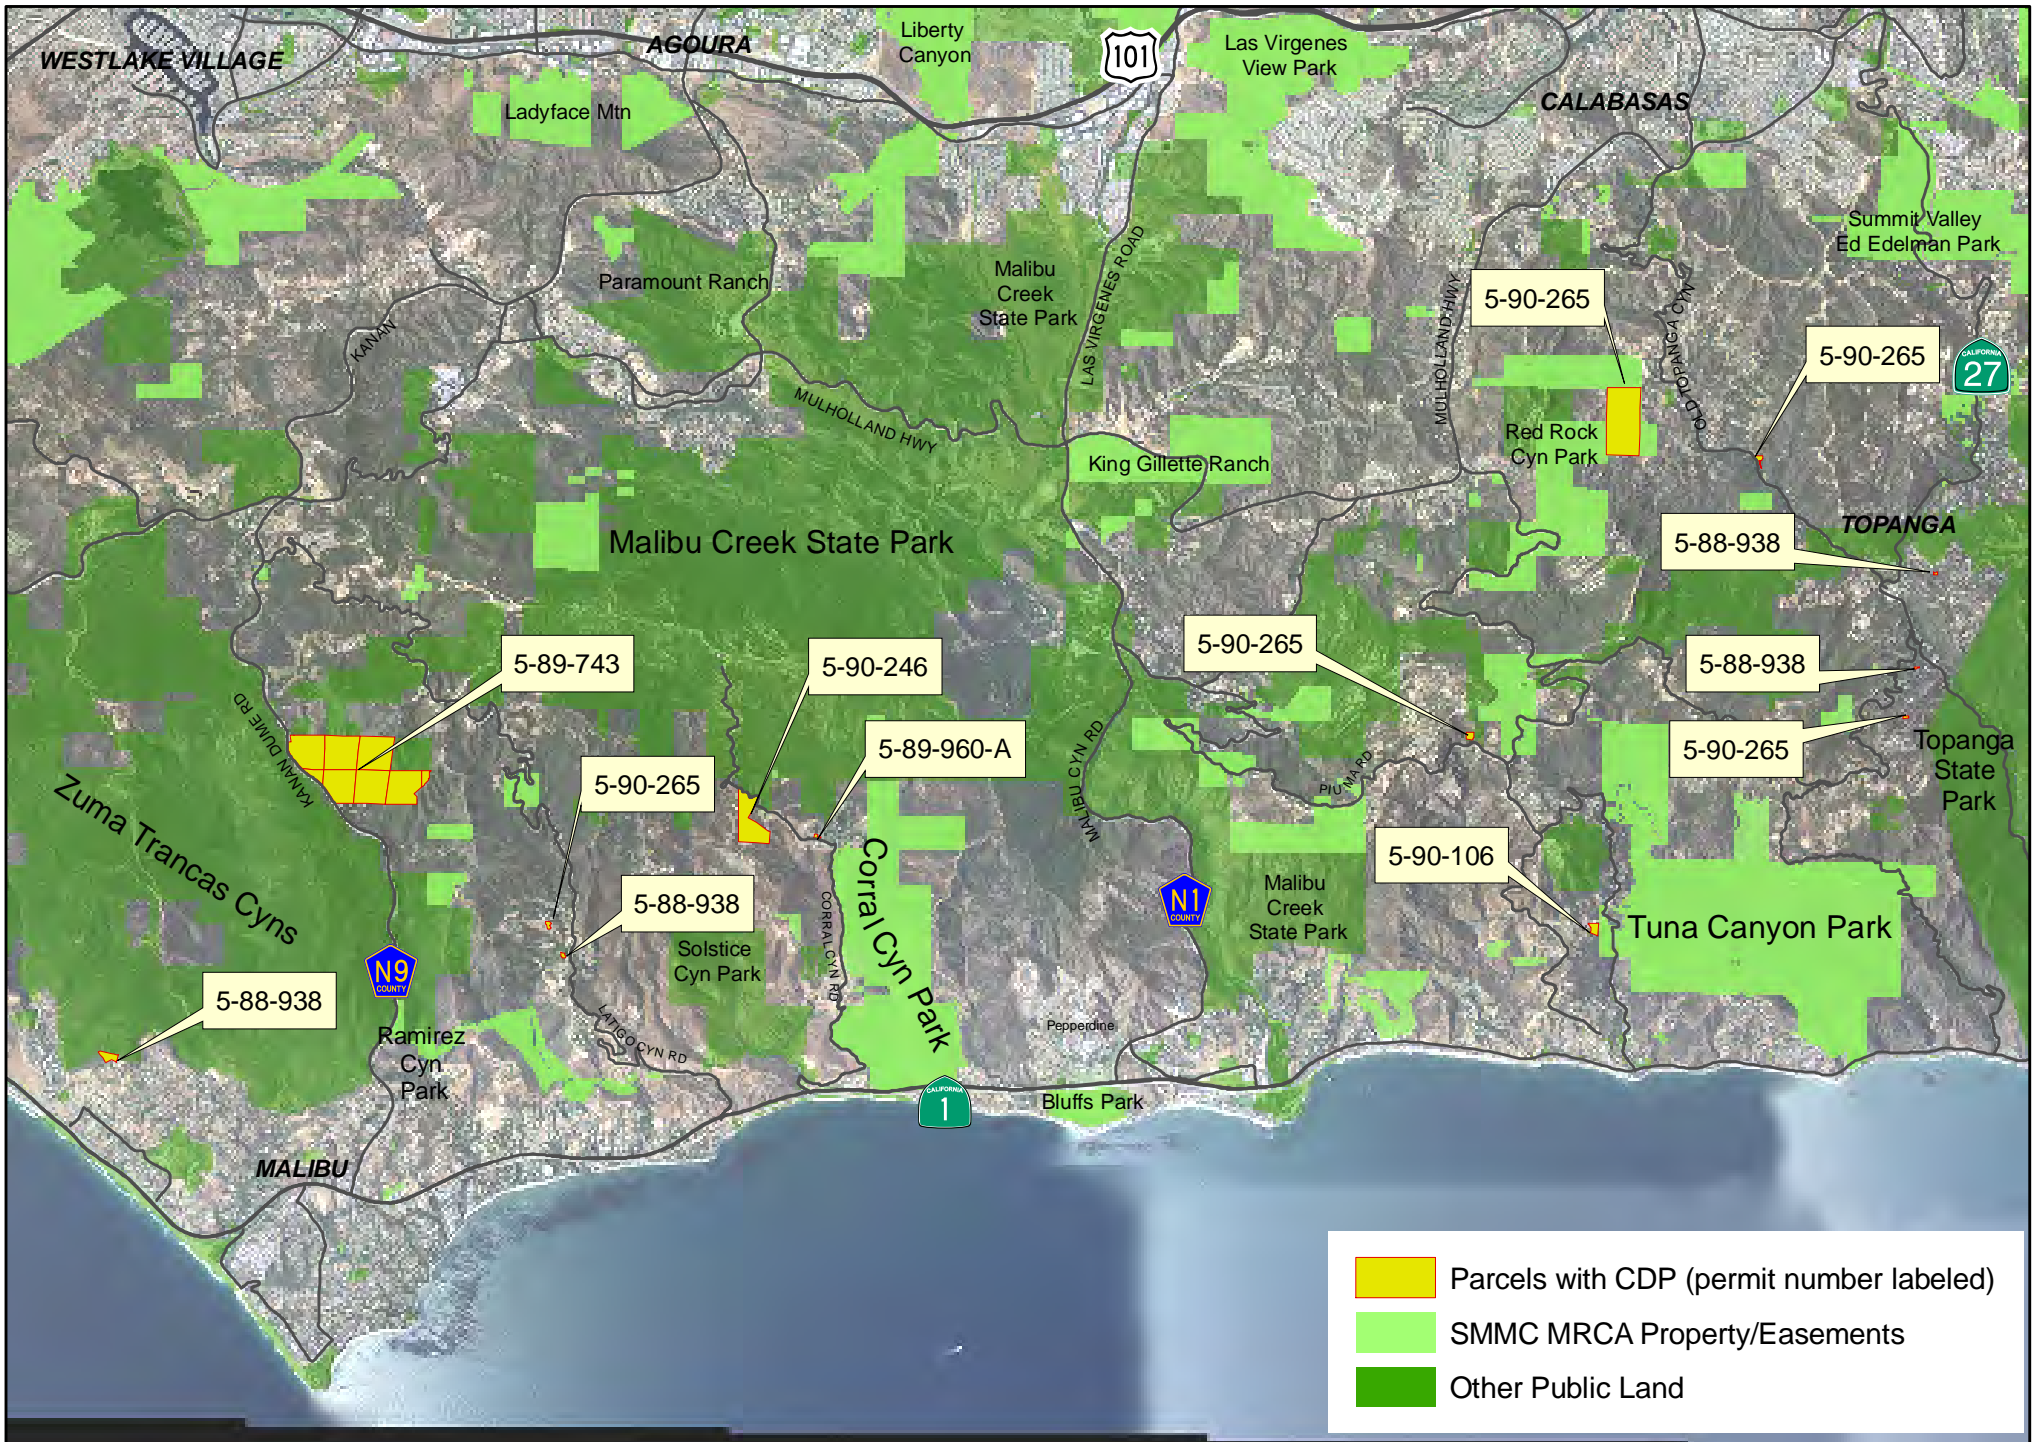 WESTLAKE VILLAGE
AGOURA
Liberty
Canyon
101
Las Virgenes
View Park
CALABASAS
Ladyface Mtn
Summit Valley
Ed Edelman Park
Paramount Ranch
Malibu
Creek
State Park
LAS VIRGENES ROAD
MULHOLLAND HWY
OLD TOPANGA CYN
5-90-265
5-90-265
CALIFORNIA
27
KANAN
MULHOLLAND HWY
King Gillette Ranch
Red Rock
Cyn Park
TOPANGA
Malibu Creek State Park
5-88-938
5-89-743
5-90-246
5-90-265
5-88-938
KANAN DUME RD
5-89-960-A
MALIBU CYN RD
PIUMA RD
5-90-265
Topanga
State
Park
Zuma Trancas Cyns
5-90-265
5-88-938
Solstice
Cyn Park
CORRAL CYN RD
Corral Cyn Park
N1
COUNTY
Malibu
Creek
State Park
5-90-106
Tuna Canyon Park
N9
COUNTY
5-88-938
Ramirez
Cyn
Park
LATIGO CYN RD
Pepperdine
CALIFORNIA
1
Bluffs Park
MALIBU
Parcels with CDP (permit number labeled)
SMMC MRCA Property/Easements
Other Public Land